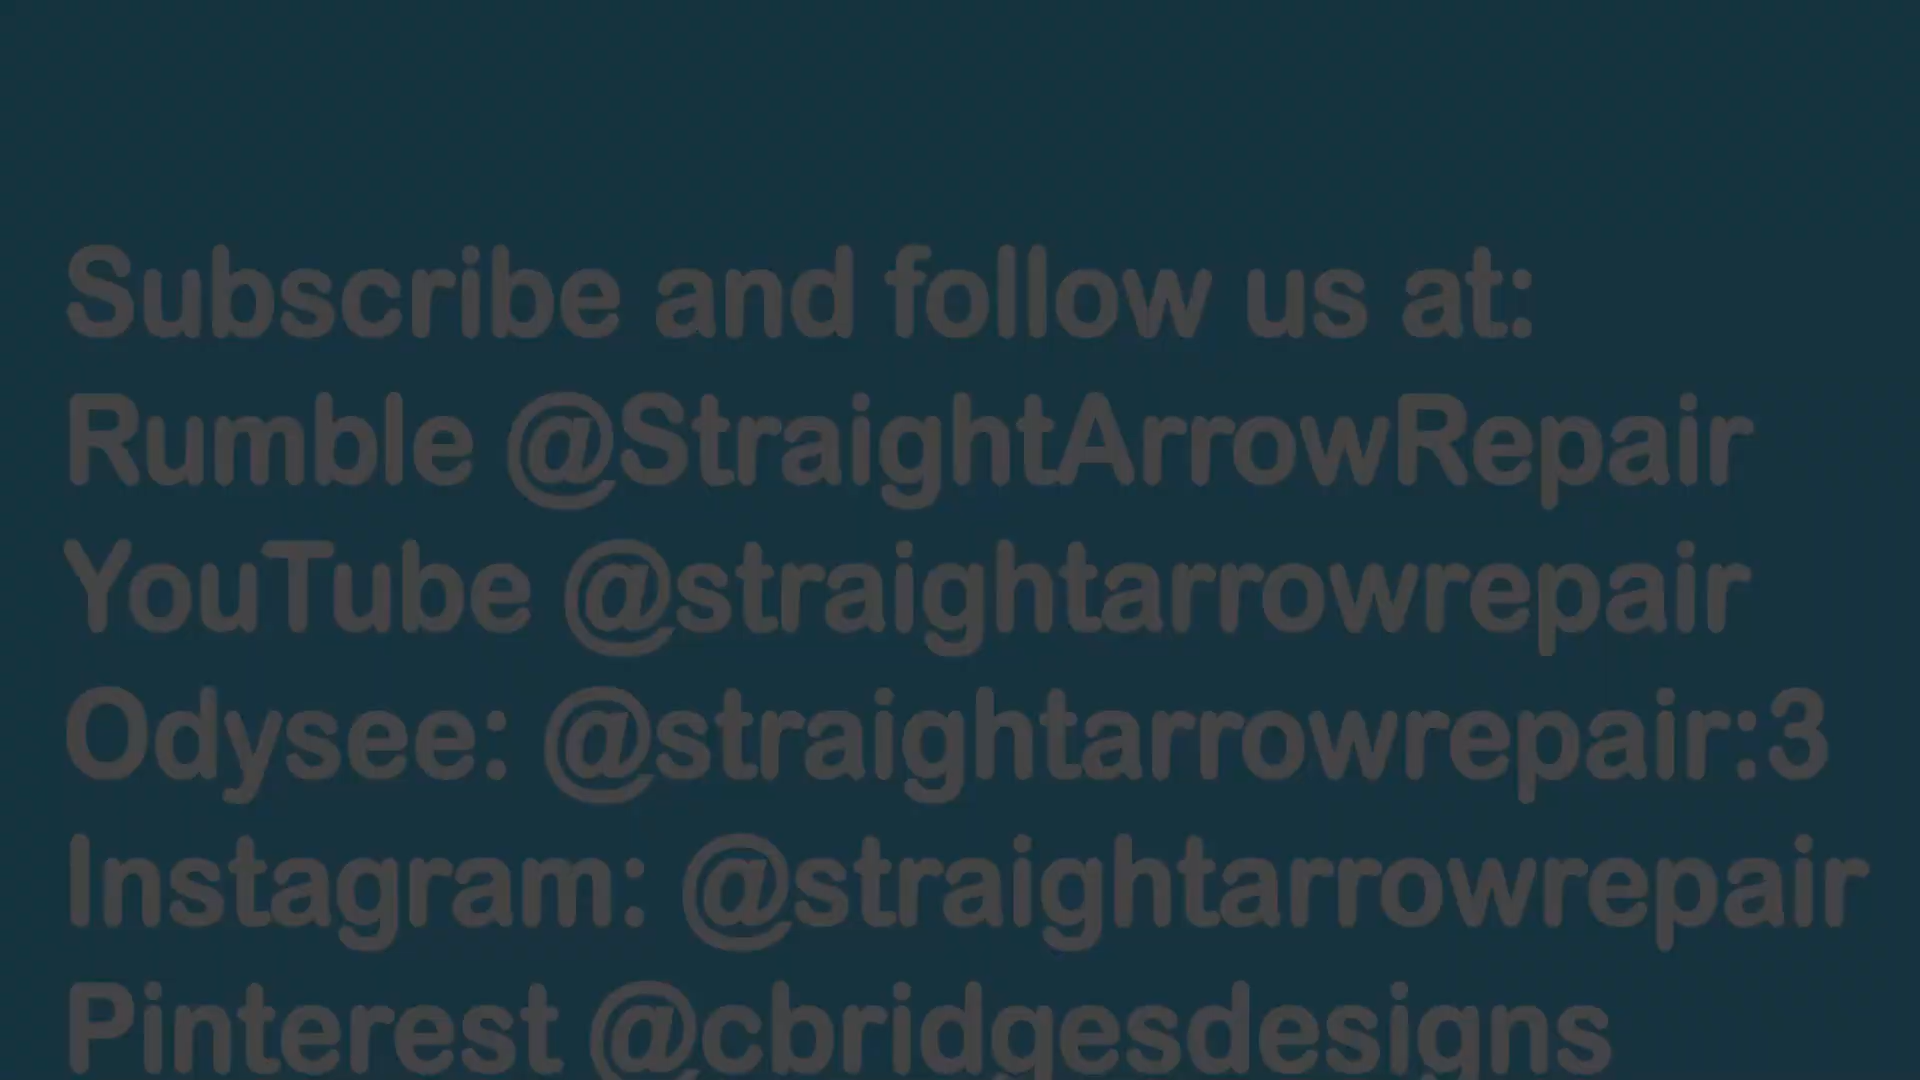 Subscribe and follow us at:
Rumble @StraightArrowRepair
YouTube @straightarrowrepair
Odysee: @straightarrowrepair:3
Instagram: @straightarrowrepair
Pinterest @cbridgesdesigns